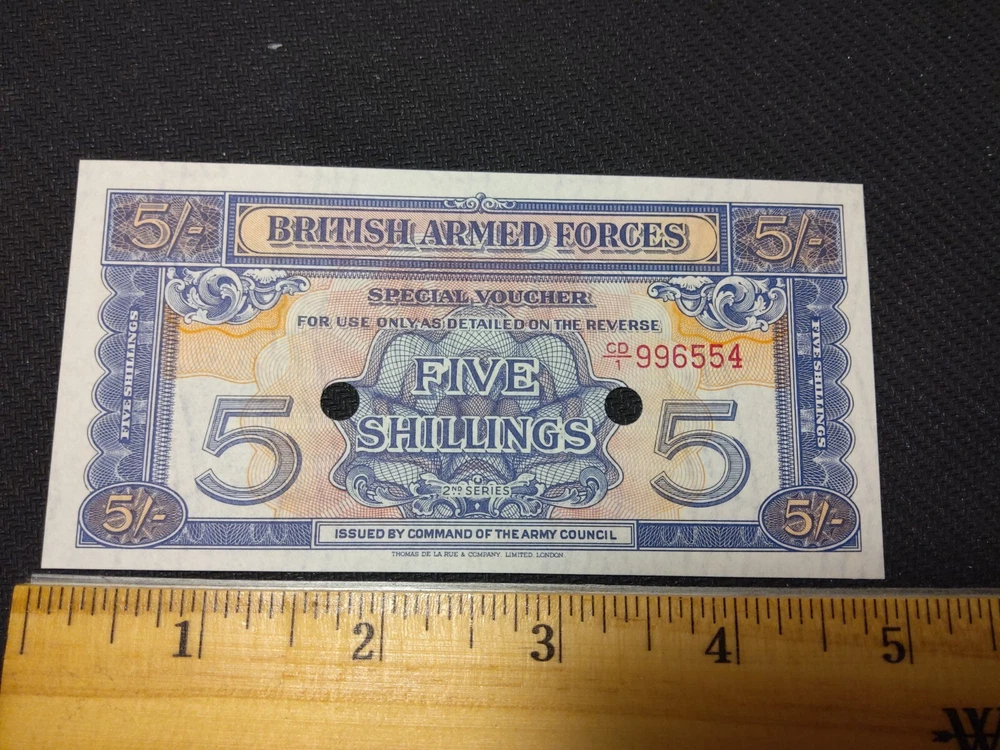 5/- BRITISH ARMED FORCES 5/-
SPECIAL VOUCHER
FOR USE ONLY AS DETAILED ON THE REVERSE
CD/1 996554
FIVE SHILLINGS
FIVE SHILLINGS
FIVE
5 SHILLINGS 5
2ND SERIES
5/- 5/-
ISSUED BY COMMAND OF THE ARMY COUNCIL
THOMAS DE LA RUE & COMPANY, LIMITED, LONDON.
1 2 3 4 5
W